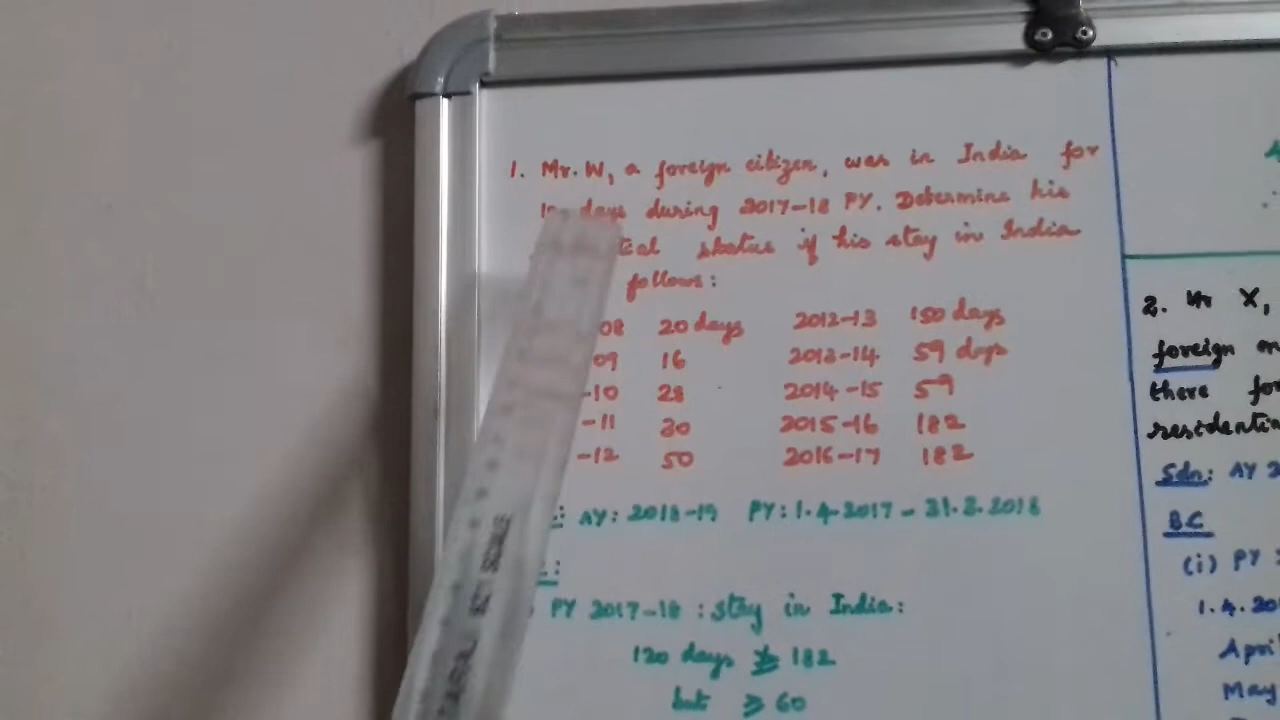 1. Mr. W, a foreign citizen, was in India for
days during 2017-18 PY. Determine his
status if his stay in India
follows:
08 20 days 2012-13 150 days
09 16 2013-14 59 days
-10 28 2014-15 59
-11 30 2015-16 182
-12 50 2016-17 182
: AY: 2018-19 PY: 1.4.2017 - 31.3.2018
:
PY 2017-18 : stay in India:
120 days ≱ 182
but ≥ 60
2. Mr X,
foreign
there for
Soln: AY 2
BC
(i) PY
1.4.20
April
May